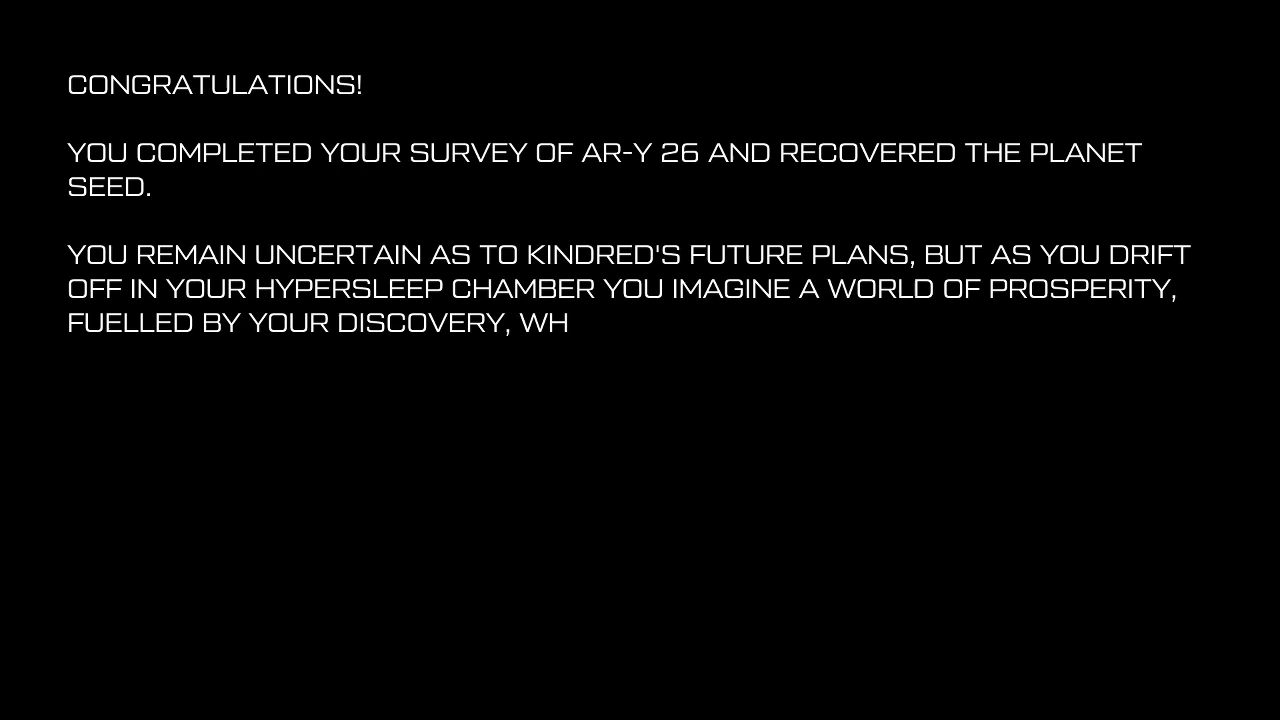 CONGRATULATIONS!
YOU COMPLETED YOUR SURVEY OF AR-Y 26 AND RECOVERED THE PLANET
SEED.
YOU REMAIN UNCERTAIN AS TO KINDRED'S FUTURE PLANS, BUT AS YOU DRIFT
OFF IN YOUR HYPERSLEEP CHAMBER YOU IMAGINE A WORLD OF PROSPERITY,
FUELLED BY YOUR DISCOVERY, WH